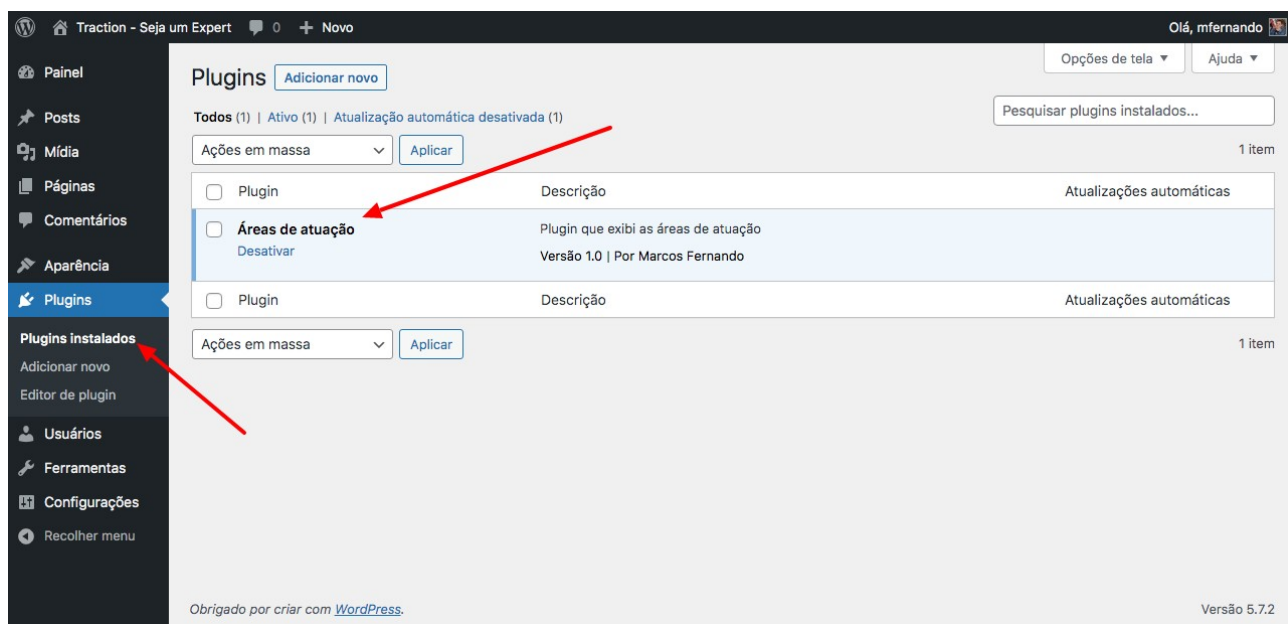 Traction - Seja um Expert 0 + Novo Olá, mfernando
Opções de tela ▼ Ajuda ▼
Painel
Posts
Mídia
Páginas
Comentários
Aparência
Plugins
Plugins instalados
Adicionar novo
Editor de plugin
Usuários
Ferramentas
Configurações
Recolher menu
Plugins Adicionar novo
Todos (1) | Ativo (1) | Atualização automática desativada (1)
Pesquisar plugins instalados...
Ações em massa Aplicar 1 item
Plugin Descrição Atualizações automáticas
Áreas de atuação Plugin que exibi as áreas de atuação
Desativar Versão 1.0 | Por Marcos Fernando
Plugin Descrição Atualizações automáticas
Ações em massa Aplicar 1 item
Obrigado por criar com WordPress. Versão 5.7.2